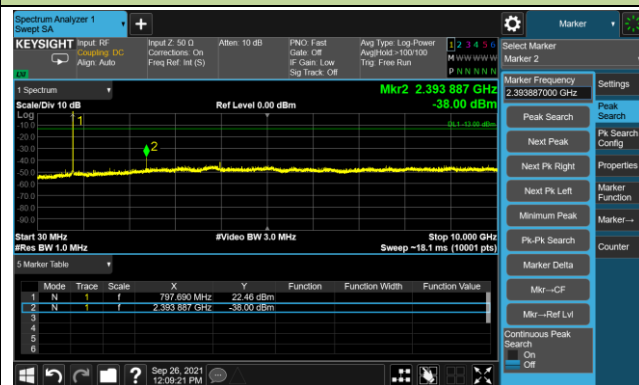 Spectrum Analyzer 1
Swept SA
Marker
KEYSIGHT
Input: RF
Coupling: DC
Align: Auto
Input Z: 50 Ω
Corrections: On
Freq Ref: Int (S)
Atten: 10 dB
PNO: Fast
Gate: Off
IF Gain: Low
Sig Track: Off
Avg Type: Log-Power
Avg|Hold:>100/100
Trig: Free Run
1 2 3 4 5 6
M W W W W W
P N N N N N
LXI
Select Marker
Marker 2
Marker Frequency
2.393887000 GHz
Peak Search
Next Peak
Next Pk Right
Next Pk Left
Minimum Peak
Pk-Pk Search
Marker Delta
Mkr→CF
Mkr→Ref Lvl
Continuous Peak
Search
On
Off
Settings
Peak
Search
Pk Search
Config
Properties
Marker
Function
Marker→
Counter
1 Spectrum
Scale/Div 10 dB
Log
Ref Level 0.00 dBm
Mkr2 2.393 887 GHz
-38.00 dBm
DL1 -13.00 dBm
1
2
-10.0
-20.0
-30.0
-40.0
-50.0
-60.0
-70.0
-80.0
-90.0
Start 30 MHz
#Res BW 1.0 MHz
#Video BW 3.0 MHz
Stop 10.000 GHz
Sweep ~18.1 ms (10001 pts)
5 Marker Table
Mode Trace Scale X Y Function Function Width Function Value
1 N 1 f 797.690 MHz 22.46 dBm
2 N 1 f 2.393 887 GHz -38.00 dBm
3
4
5
6
Sep 26, 2021
12:09:21 PM